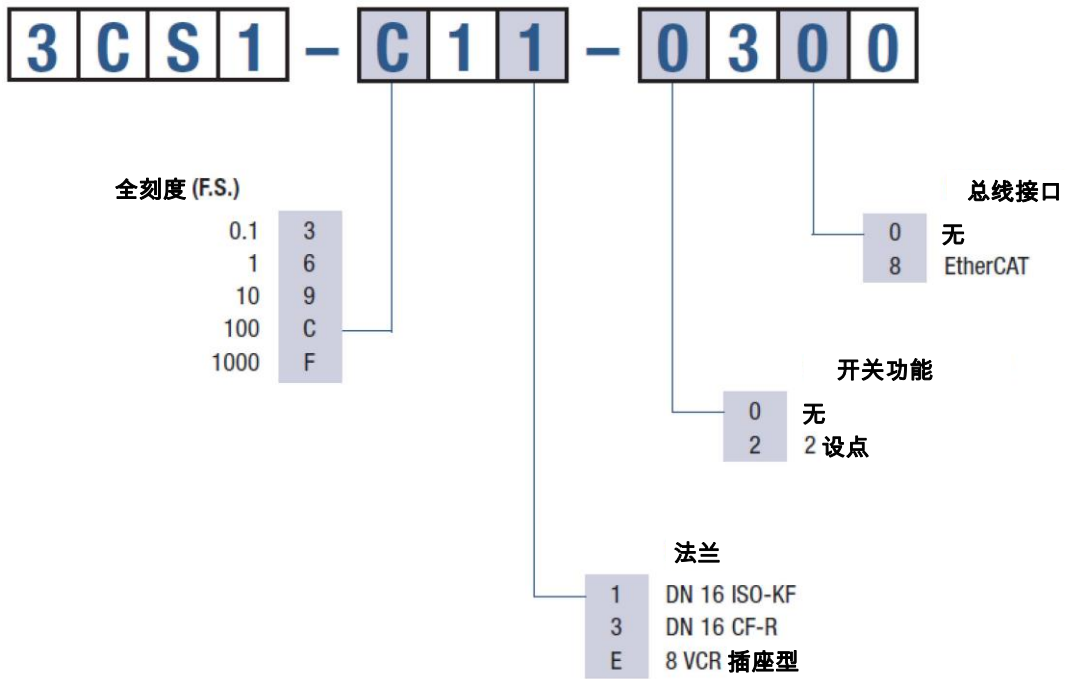 3CS1-C11-0300
全刻度 (F.S.)
0.1 3
1 6
10 9
100 C
1000 F
总线接口
0 无
8 EtherCAT
开关功能
0 无
2 2 设点
法兰
1 DN 16 ISO-KF
3 DN 16 CF-R
E 8 VCR 插座型